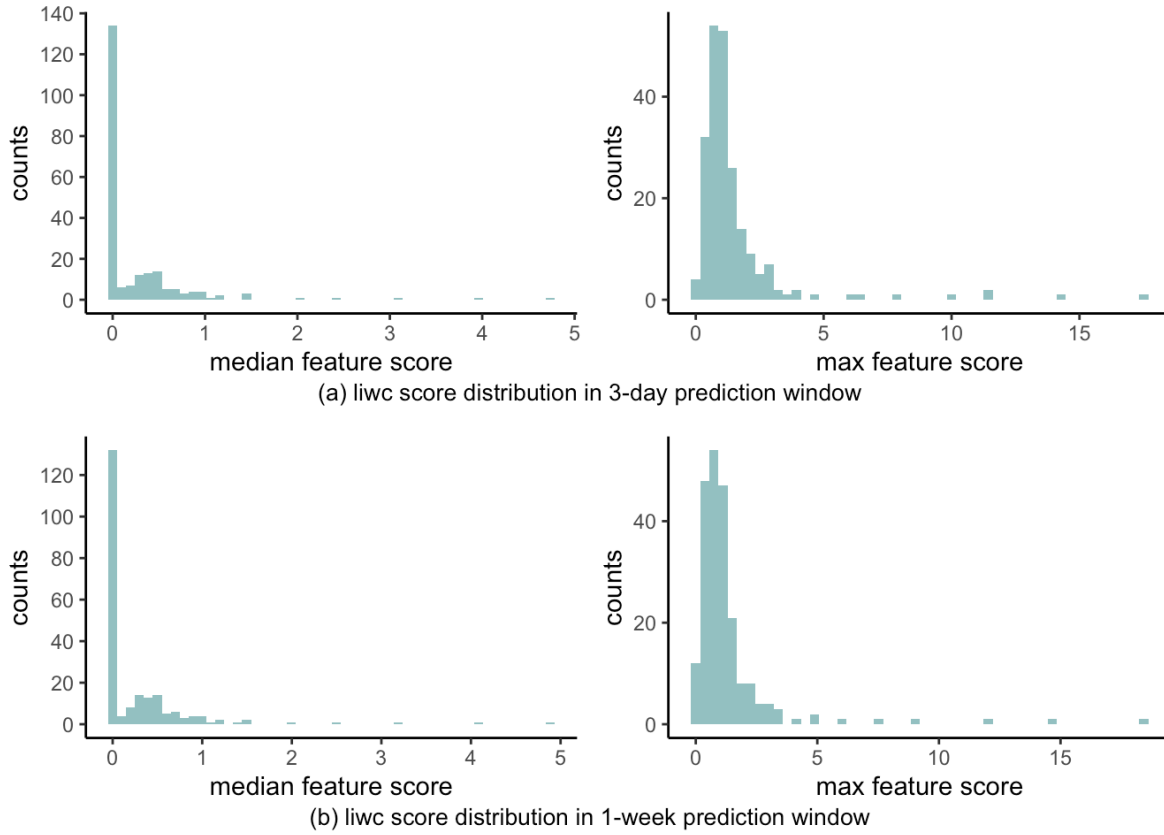 140
120
100
80
60
40
20
0
counts
0 1 2 3 4 5
median feature score
40
20
0
counts
0 5 10 15
max feature score
(a) liwc score distribution in 3-day prediction window
120
100
80
60
40
20
0
counts
0 1 2 3 4 5
median feature score
40
20
0
counts
0 5 10 15
max feature score
(b) liwc score distribution in 1-week prediction window